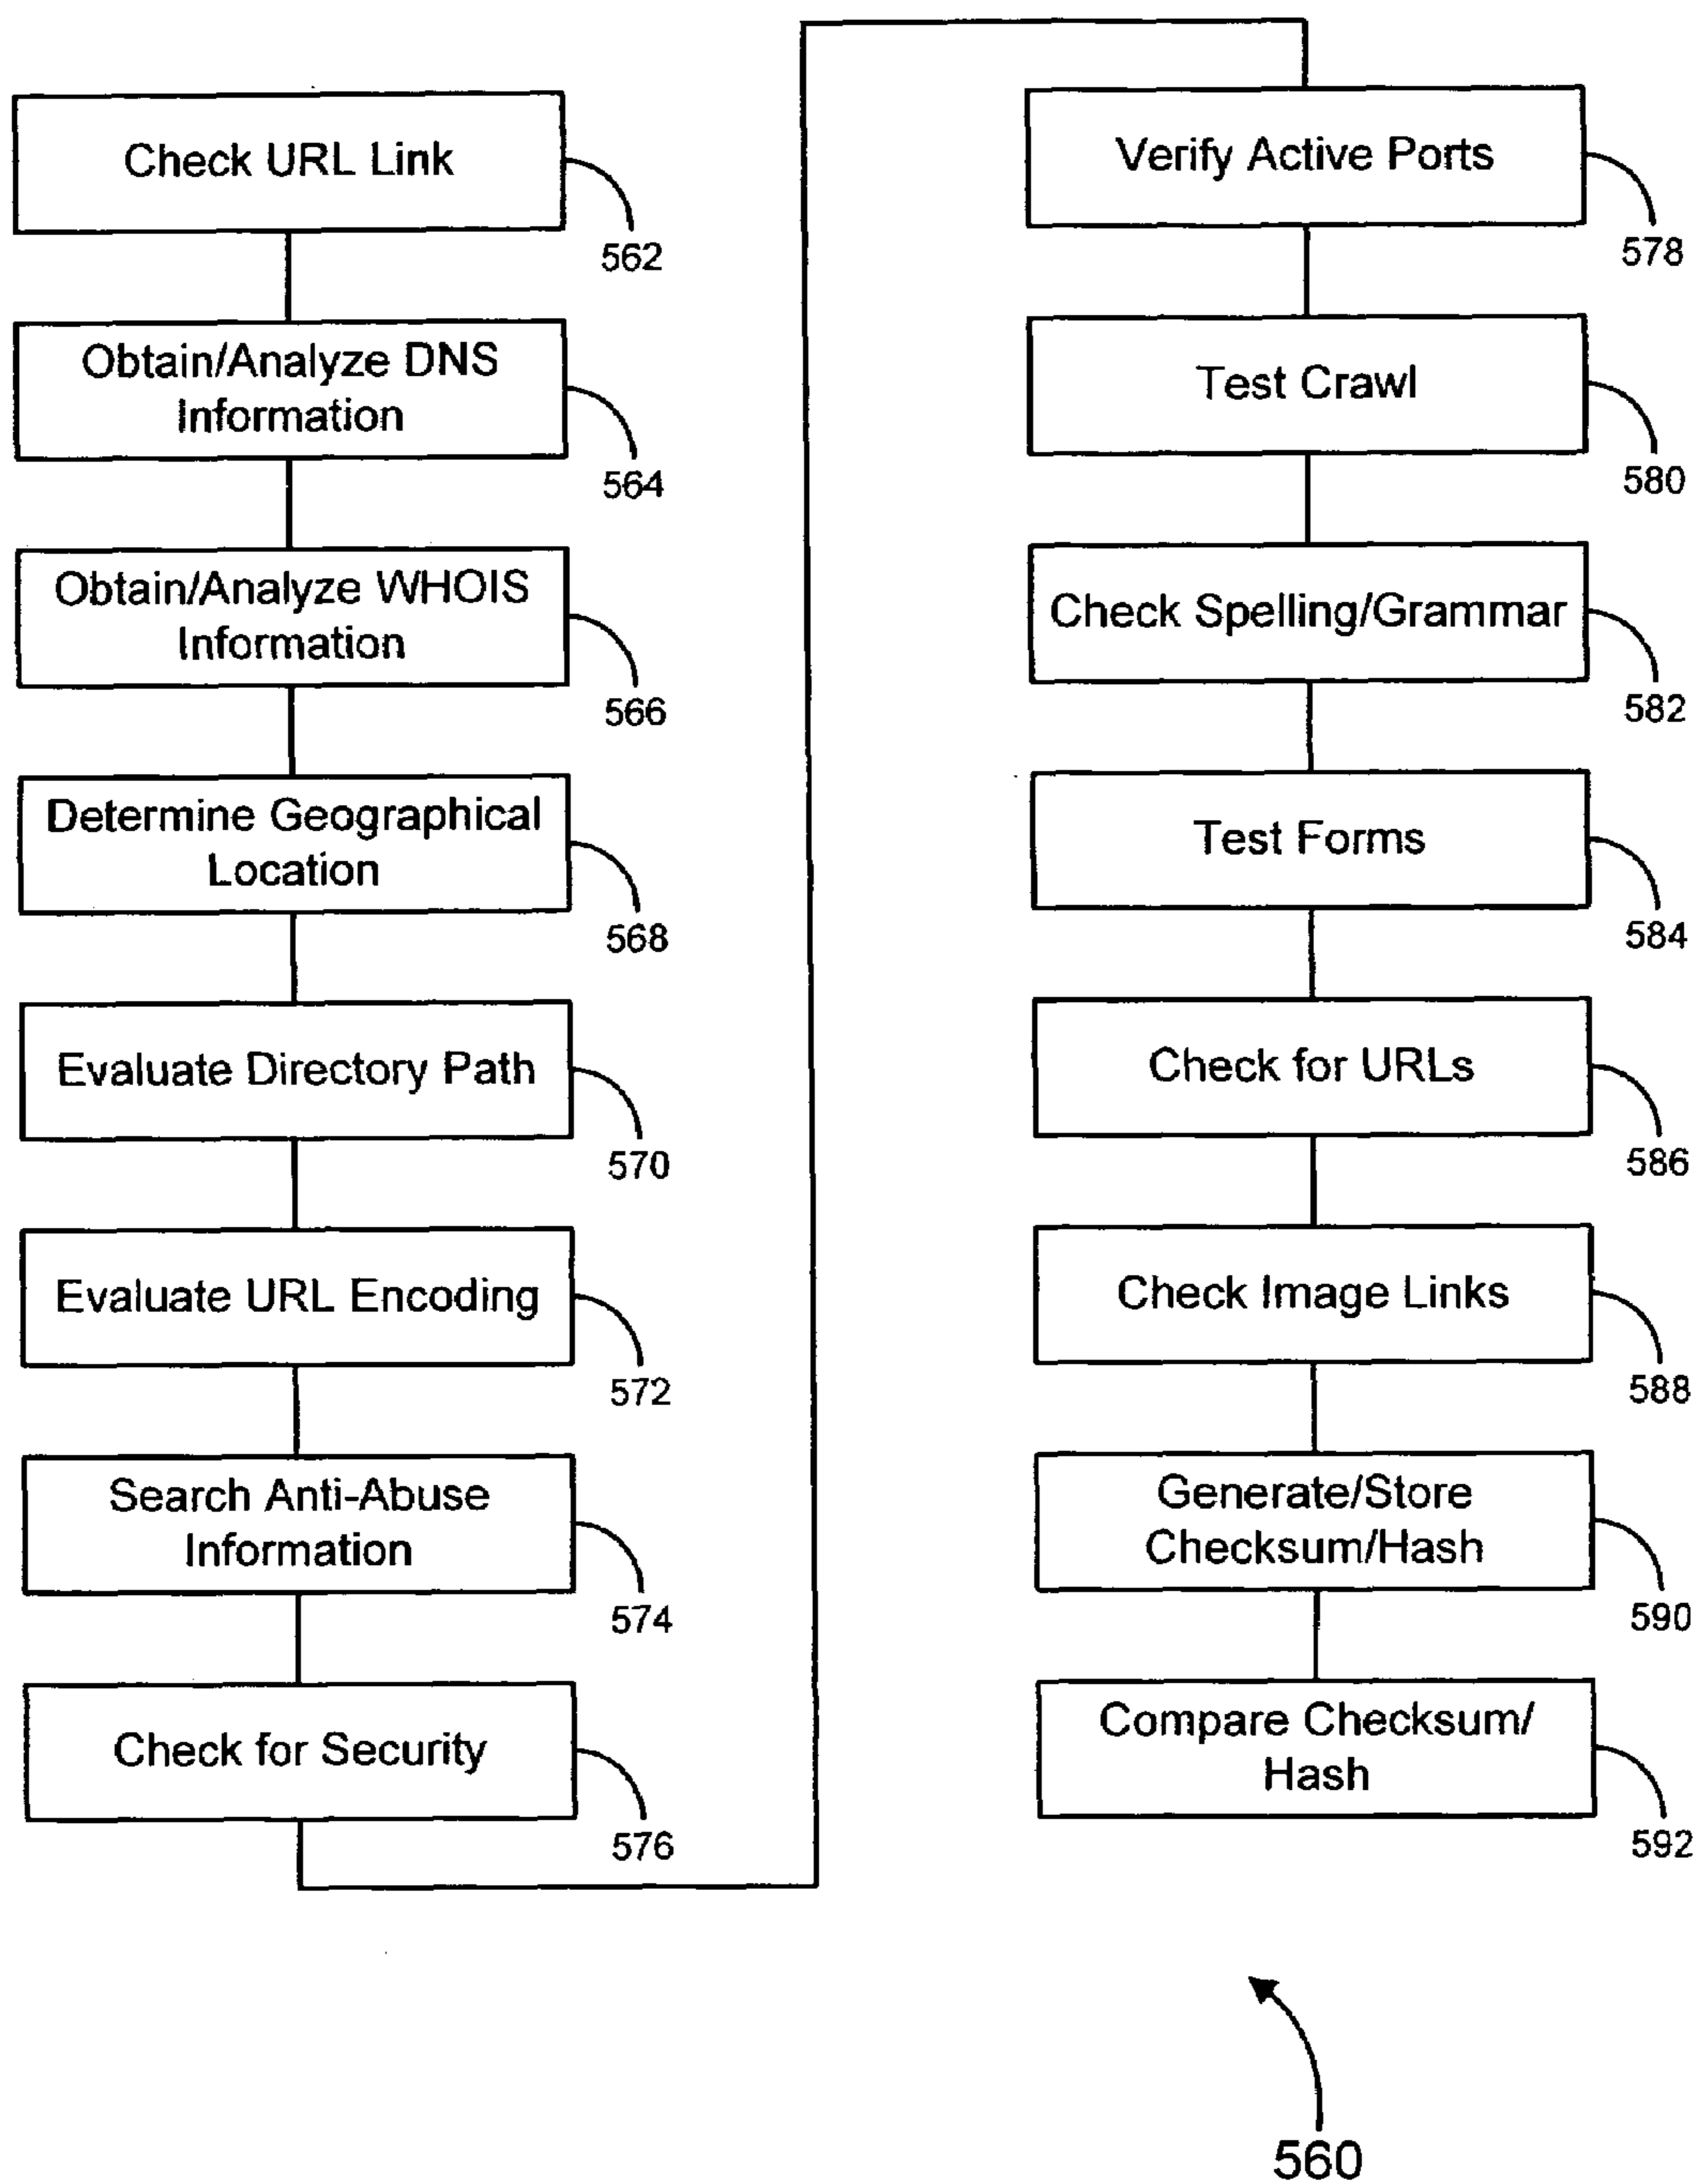 Check URL Link
562
Obtain/Analyze DNS
Information
564
Obtain/Analyze WHOIS
Information
566
Determine Geographical
Location
568
Evaluate Directory Path
570
Evaluate URL Encoding
572
Search Anti-Abuse
Information
574
Check for Security
576
Verify Active Ports
578
Test Crawl
580
Check Spelling/Grammar
582
Test Forms
584
Check for URLs
586
Check Image Links
588
Generate/Store
Checksum/Hash
590
Compare Checksum/
Hash
592
560